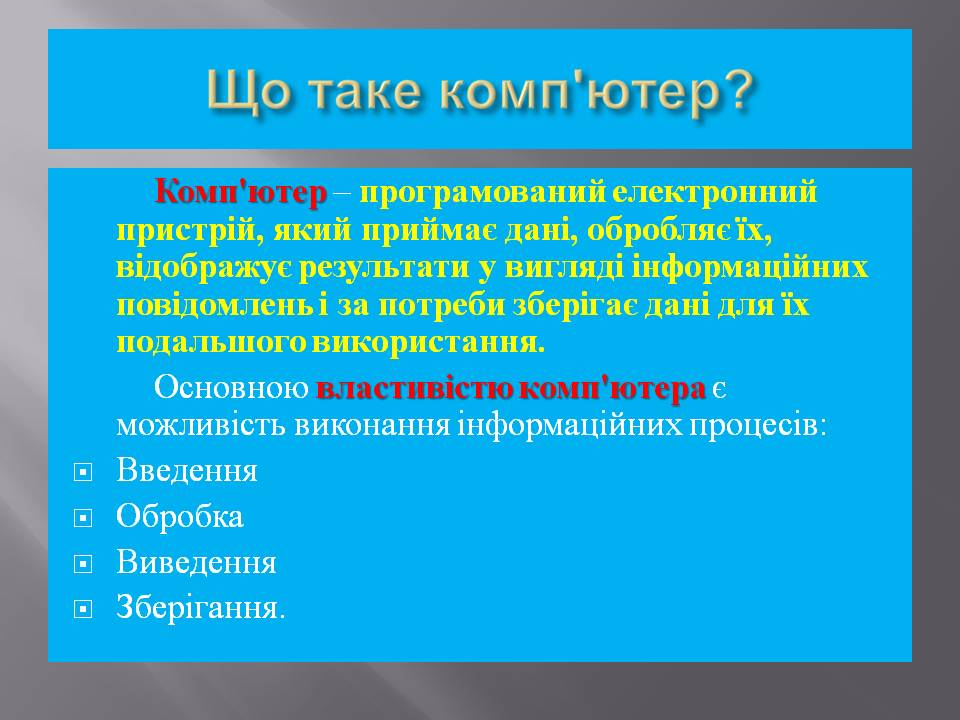 Що таке комп'ютер?
Комп'ютер – програмований електронний
пристрій, який приймає дані, обробляє їх,
відображує результати у вигляді інформаційних
повідомлень і за потреби зберігає дані для їх
подальшого використання.
Основною властивістю комп'ютера є
можливість виконання інформаційних процесів:
Введення
Обробка
Виведення
Зберігання.